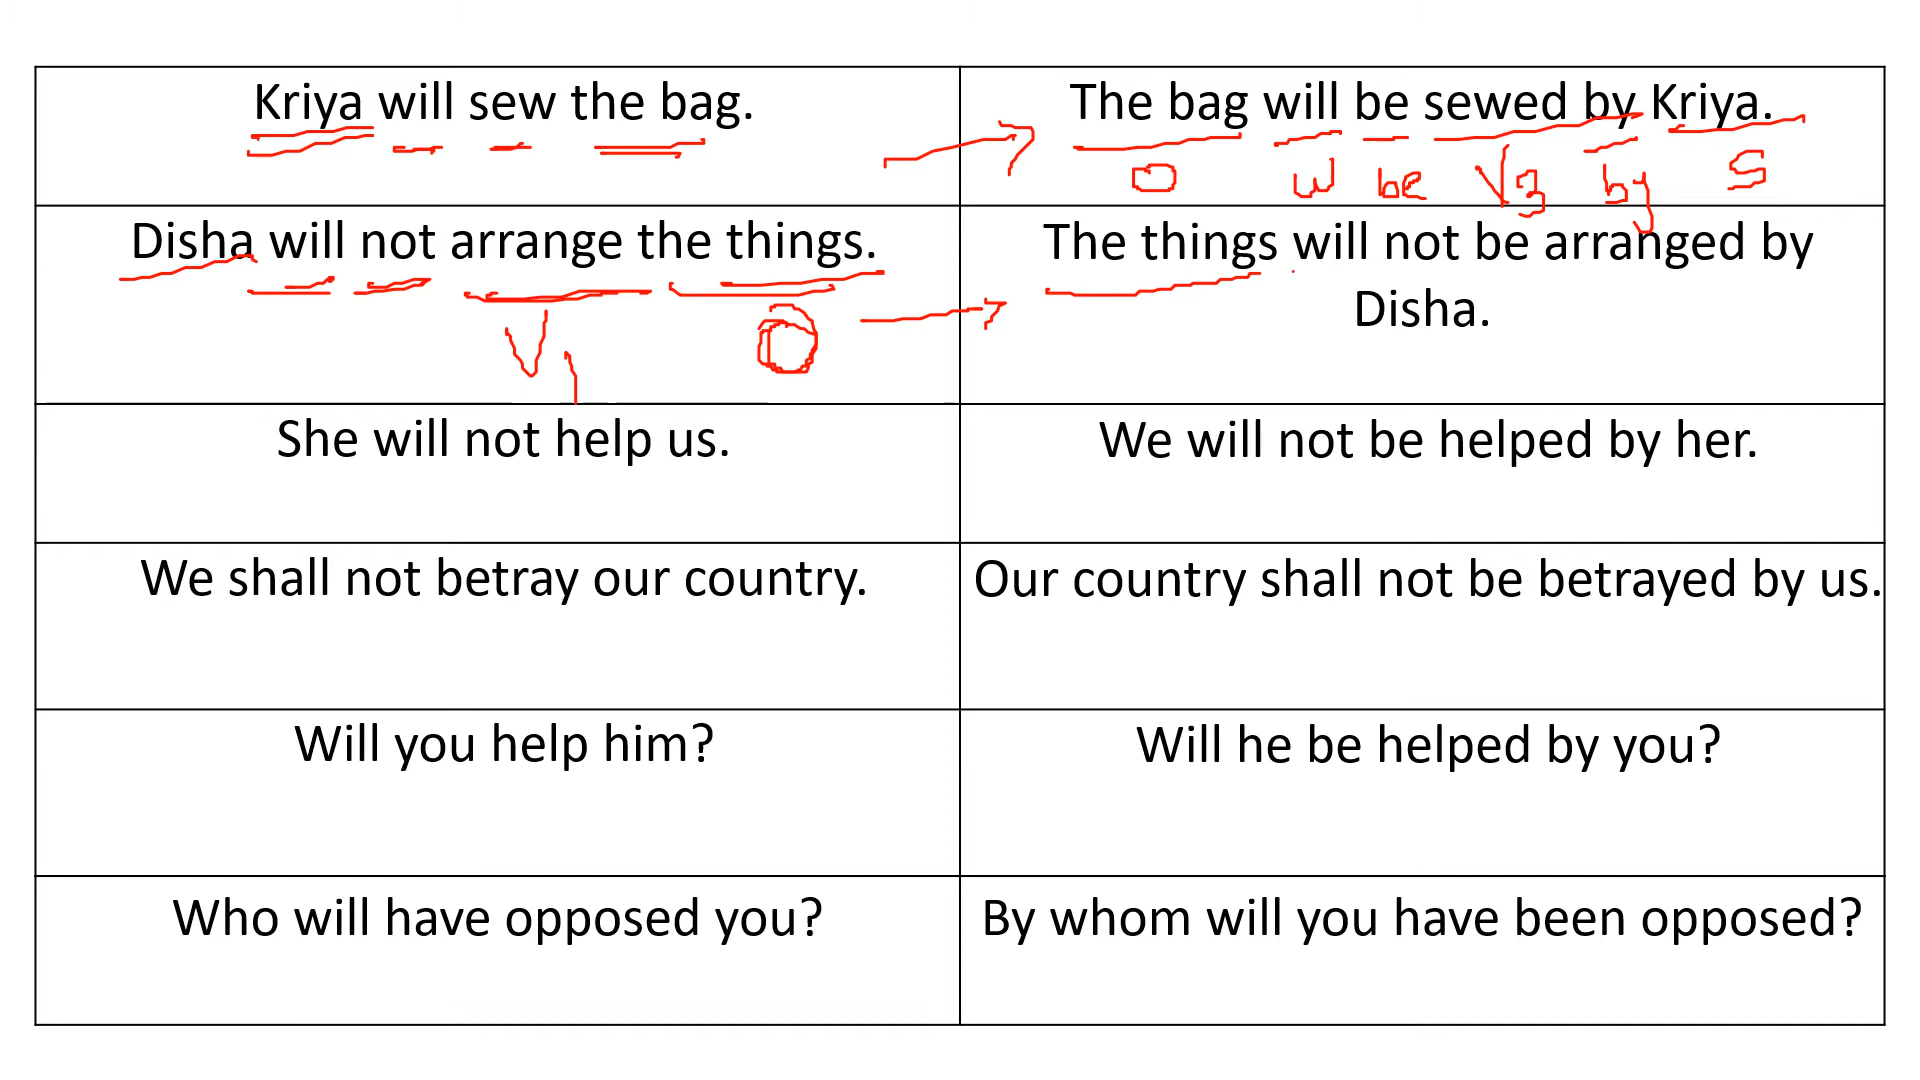 Kriya will sew the bag.
The bag will be sewed by Kriya.
O w be V3 by S
Disha will not arrange the things.
The things will not be arranged by
Disha.
V1 O
She will not help us.
We will not be helped by her.
We shall not betray our country.
Our country shall not be betrayed by us.
Will you help him?
Will he be helped by you?
Who will have opposed you?
By whom will you have been opposed?